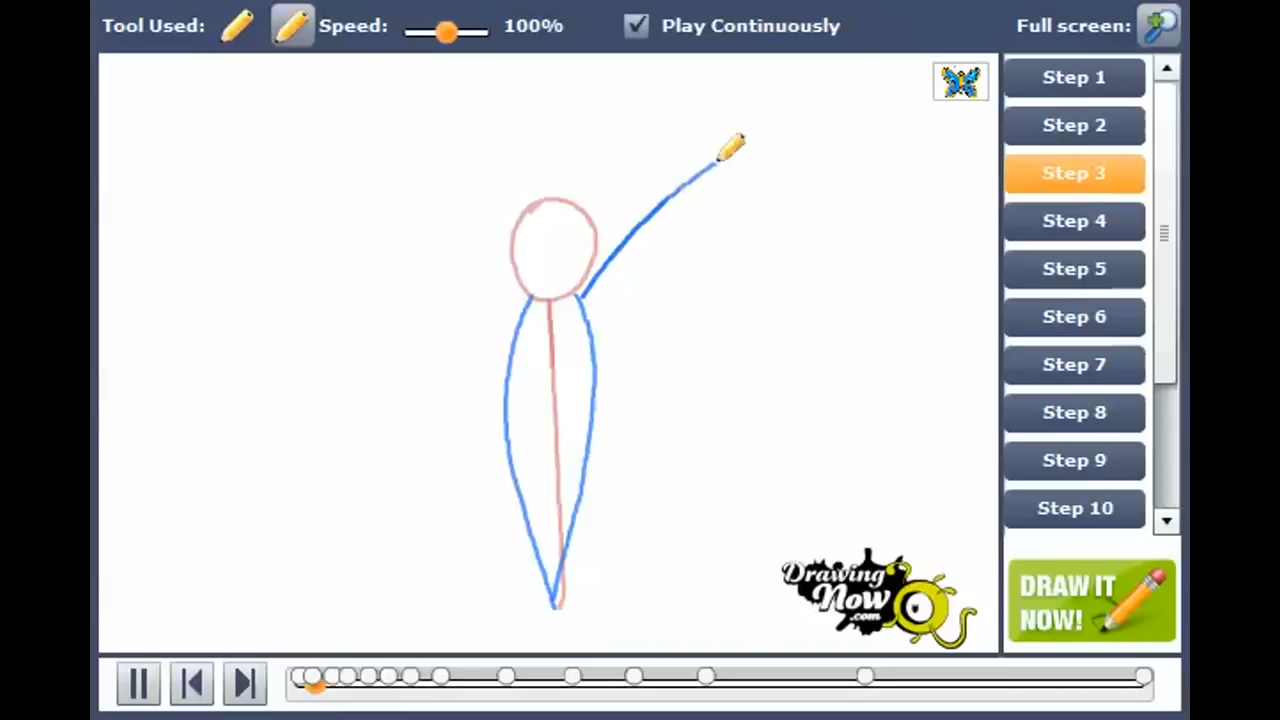 Tool Used: Speed: 100% Play Continuously Full screen:
Step 1
Step 2
Step 3
Step 4
Step 5
Step 6
Step 7
Step 8
Step 9
Step 10
Drawing
Now
.com
DRAW IT
NOW!